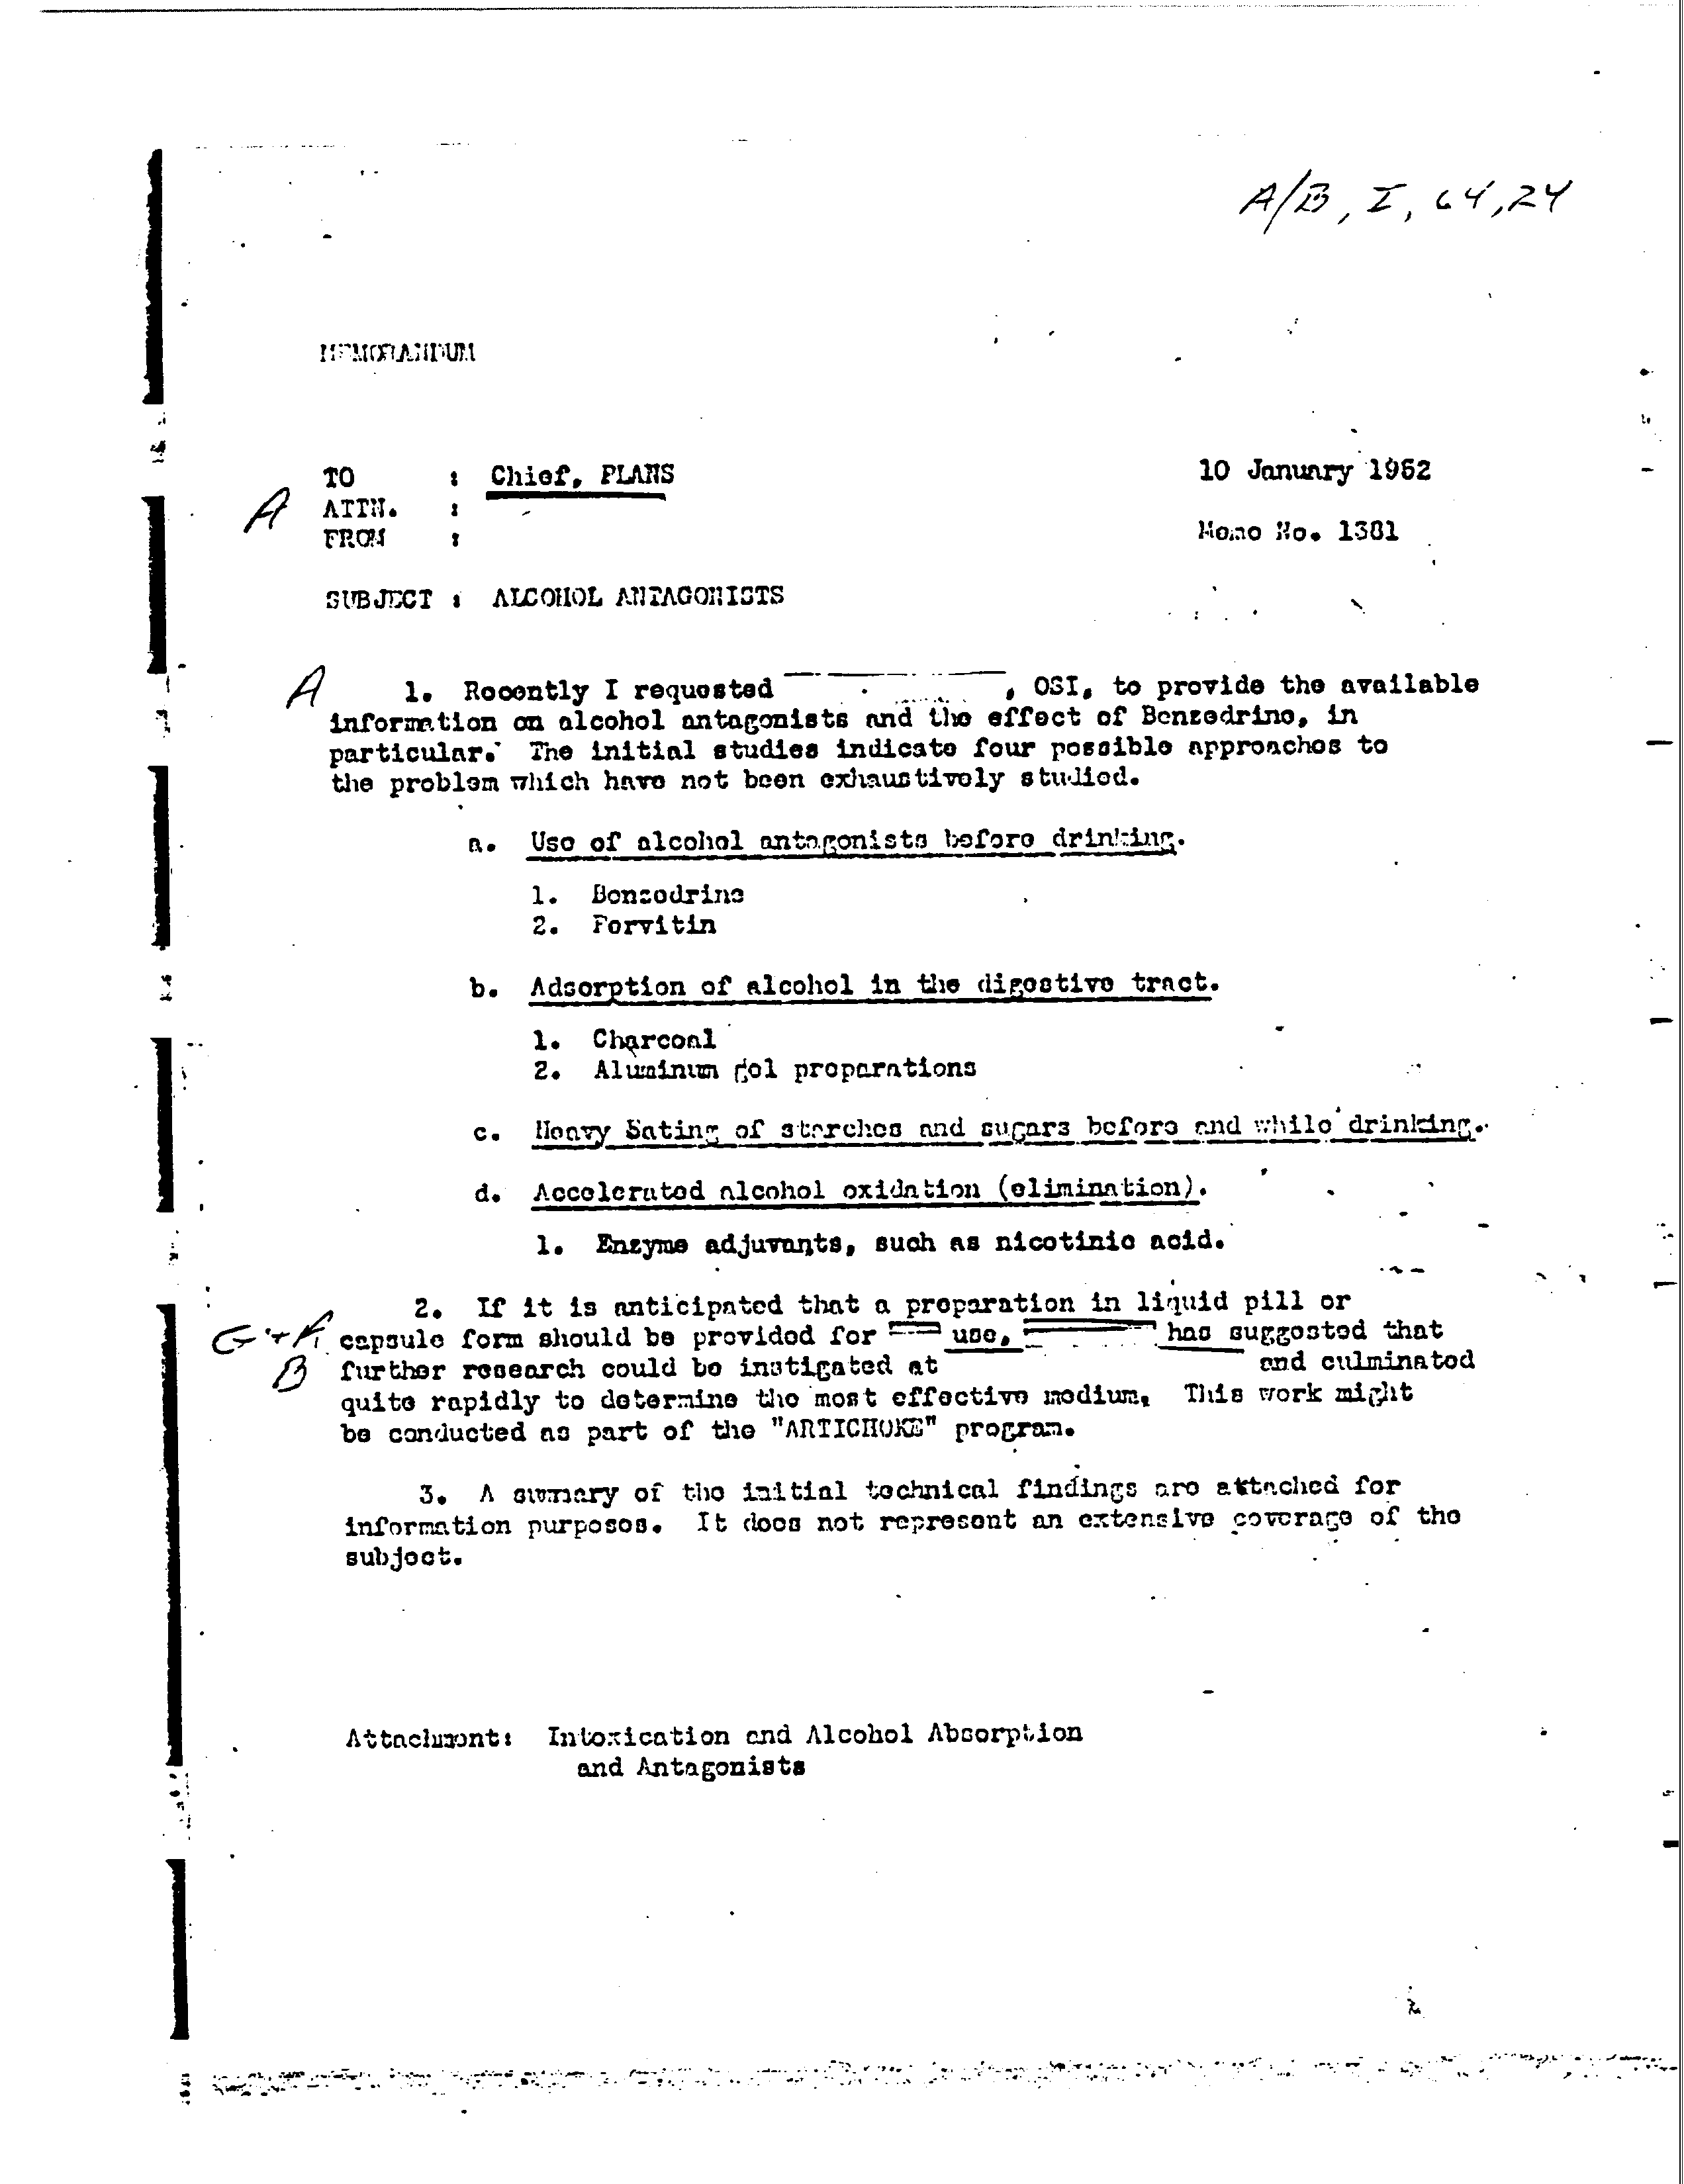 A/B, I, 64,24
MEMORANDUM
TO : Chief, PLANS 10 January 1952
A ATTN. :
FROM : Memo No. 1381
SUBJECT : ALCOHOL ANTAGONISTS
A 1. Recently I requested , OSI, to provide the available
information on alcohol antagonists and the effect of Benzedrine, in
particular. The initial studies indicate four possible approaches to
the problem which have not been exhaustively studied.
a. Use of alcohol antagonists before drinking.
1. Benzedrine
2. Pervitin
b. Adsorption of alcohol in the digestive tract.
1. Charcoal
2. Aluminum gel preparations
c. Heavy Eating of starches and sugars before and while drinking.
d. Accelerated alcohol oxidation (elimination).
1. Enzyme adjuvants, such as nicotinic acid.
2. If it is anticipated that a preparation in liquid pill or
capsule form should be provided for use, has suggested that
B further research could be instigated at and culminated
quite rapidly to determine the most effective medium. This work might
be conducted as part of the "ARTICHOKE" program.
3. A summary of the initial technical findings are attached for
information purposes. It does not represent an extensive coverage of the
subject.
Attachment: Intoxication and Alcohol Absorption
and Antagonists